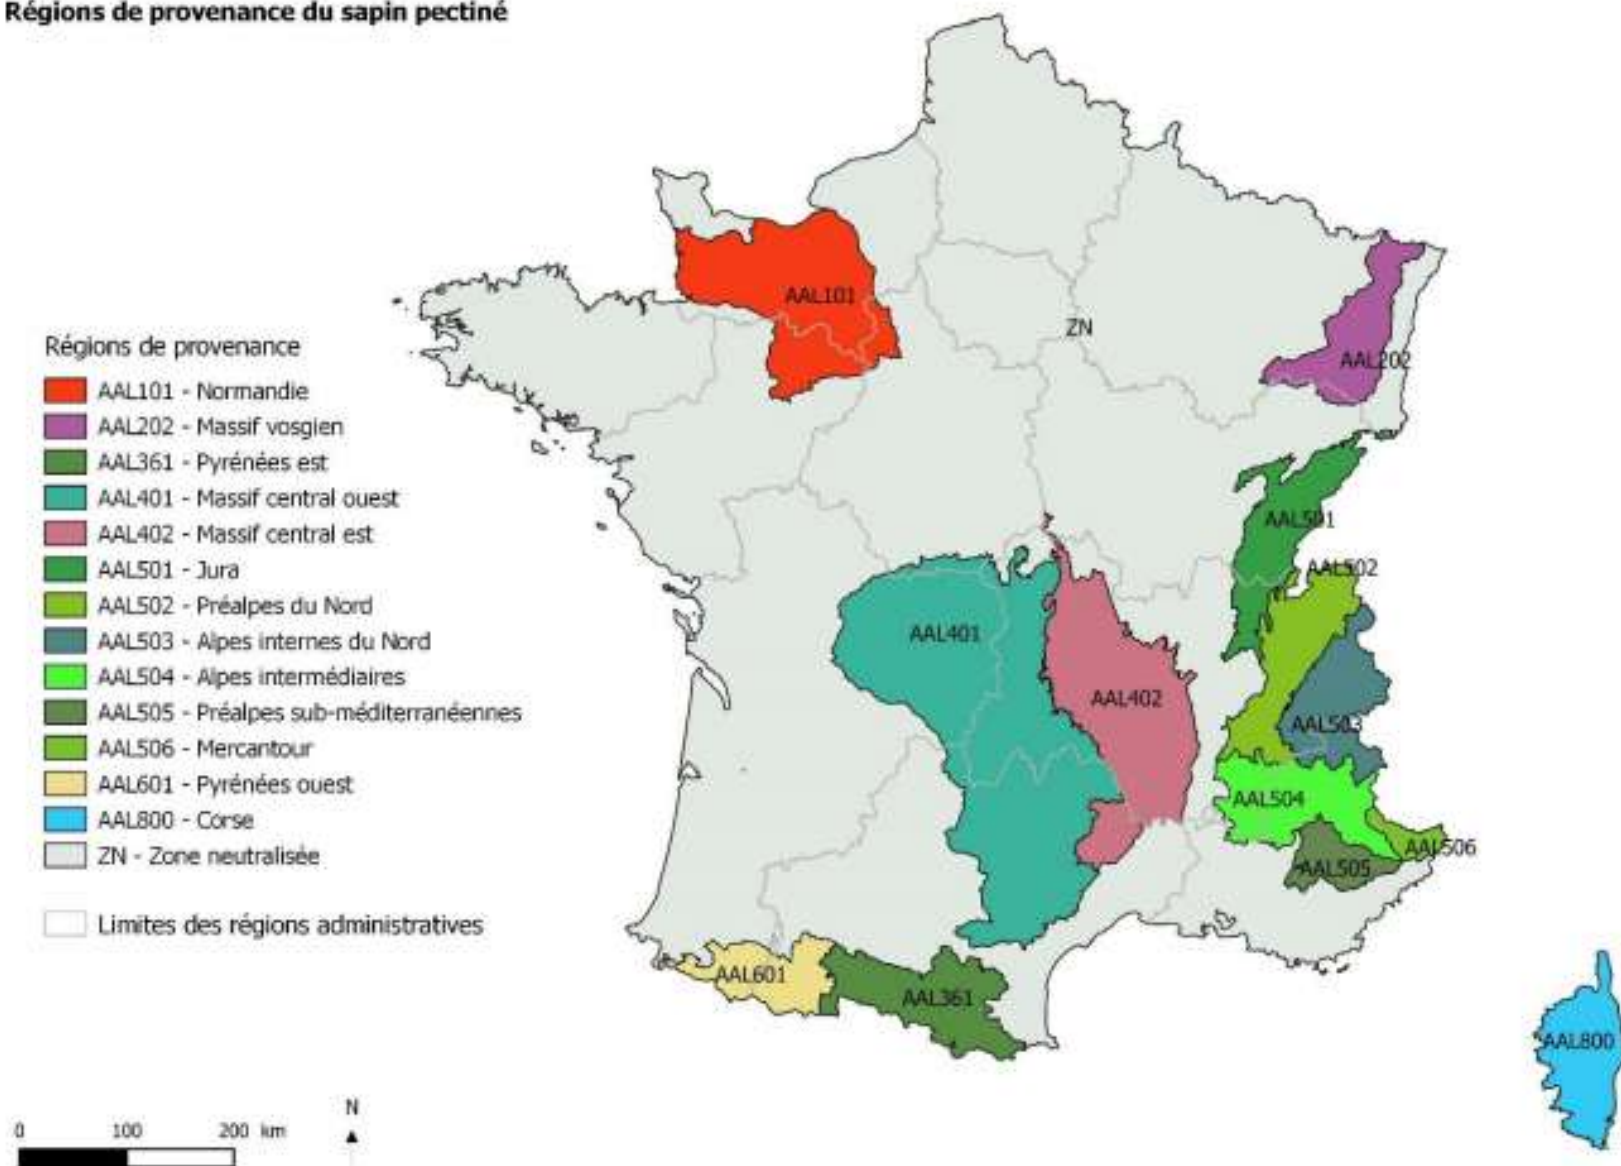 Régions de provenance du sapin pectiné
Régions de provenance
AAL101 - Normandie
AAL202 - Massif vosgien
AAL361 - Pyrénées est
AAL401 - Massif central ouest
AAL402 - Massif central est
AAL501 - Jura
AAL502 - Préalpes du Nord
AAL503 - Alpes internes du Nord
AAL504 - Alpes intermédiaires
AAL505 - Préalpes sub-méditerranéennes
AAL506 - Mercantour
AAL601 - Pyrénées ouest
AAL800 - Corse
ZN - Zone neutralisée
Limites des régions administratives
AAL101
ZN
AAL202
AAL501
AAL502
AAL401
AAL402
AAL503
AAL504
AAL506
AAL505
AAL601
AAL361
AAL800
N
0 100 200 km